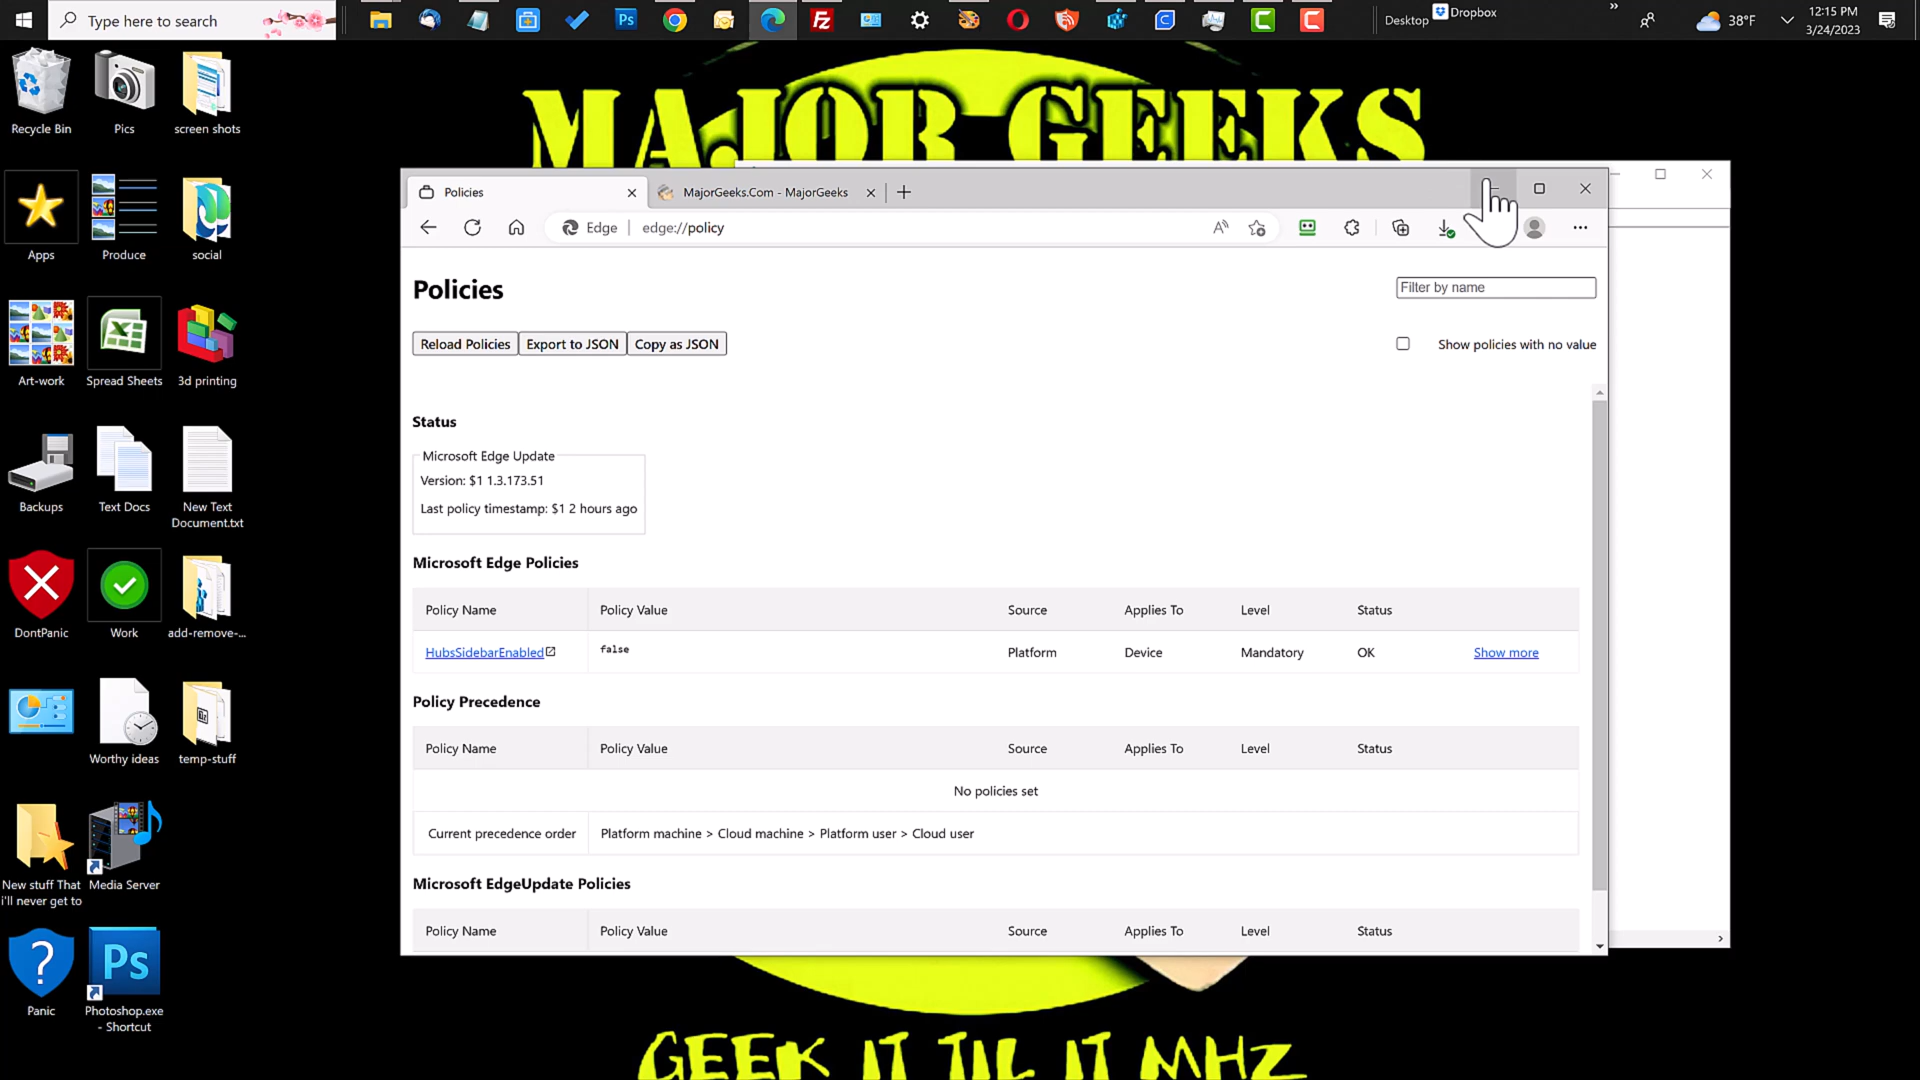 Type here to search
Desktop
Dropbox
»
38°F
12:15 PM
3/24/2023
Recycle Bin
Pics
screen shots
Apps
Produce
social
Art-work
Spread Sheets
3d printing
Backups
Text Docs
New Text
Document.txt
DontPanic
Work
add-remove-...
Worthy ideas
temp-stuff
New stuff That
i'll never get to
Media Server
Panic
Photoshop.exe
- Shortcut
MAJOR GEEKS
Policies
MajorGeeks.Com - MajorGeeks
Edge
edge://policy
Policies
Filter by name
Reload Policies
Export to JSON
Copy as JSON
Show policies with no value
Status
Microsoft Edge Update
Version: $1 1.3.173.51
Last policy timestamp: $1 2 hours ago
Microsoft Edge Policies
Policy Name Policy Value Source Applies To Level Status
HubsSidebarEnabled false Platform Device Mandatory OK Show more
Policy Precedence
Policy Name Policy Value Source Applies To Level Status
No policies set
Current precedence order Platform machine > Cloud machine > Platform user > Cloud user
Microsoft EdgeUpdate Policies
Policy Name Policy Value Source Applies To Level Status
GEEK IT TIL IT MHZ